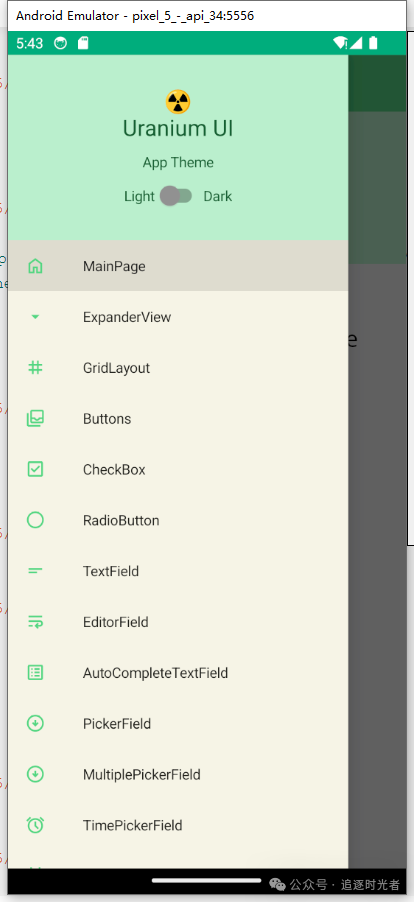 Android Emulator - pixel_5_-_api_34:5556
5:43
Uranium UI
App Theme
Light Dark
MainPage
ExpanderView
GridLayout
Buttons
CheckBox
RadioButton
TextField
EditorField
AutoCompleteTextField
PickerField
MultiplePickerField
TimePickerField
公众号 · 追逐时光者